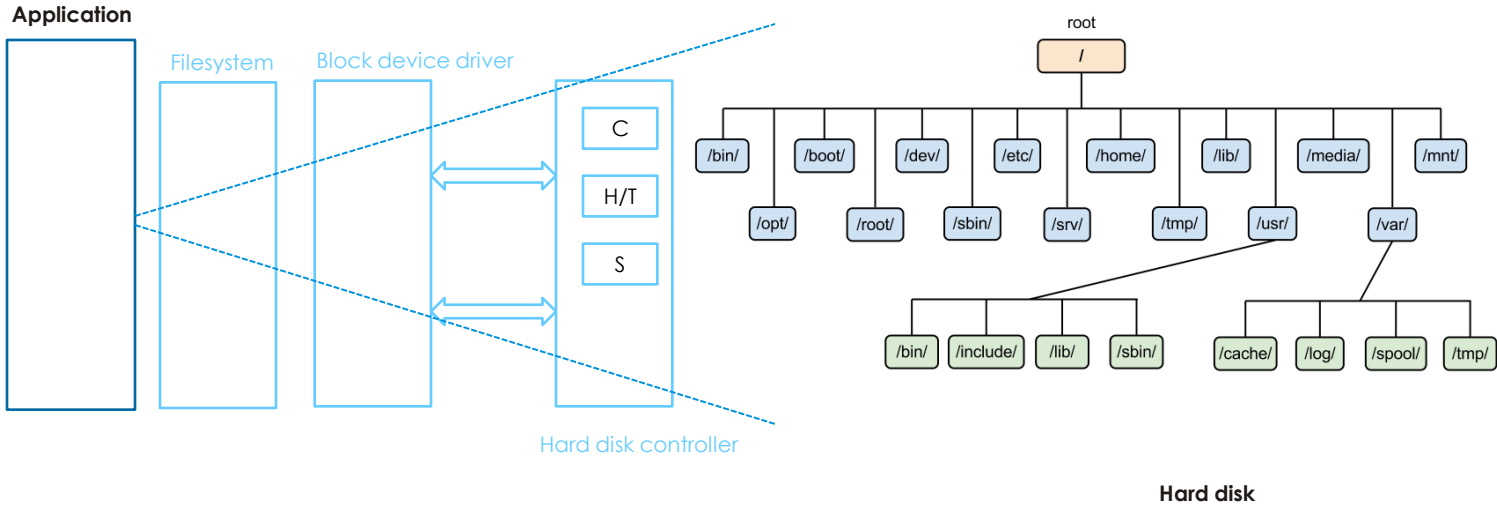 Application
Filesystem
Block device driver
C
H/T
S
Hard disk controller
root
/
/bin/
/boot/
/dev/
/etc/
/home/
/lib/
/media/
/mnt/
/opt/
/root/
/sbin/
/srv/
/tmp/
/usr/
/var/
/bin/
/include/
/lib/
/sbin/
/cache/
/log/
/spool/
/tmp/
Hard disk